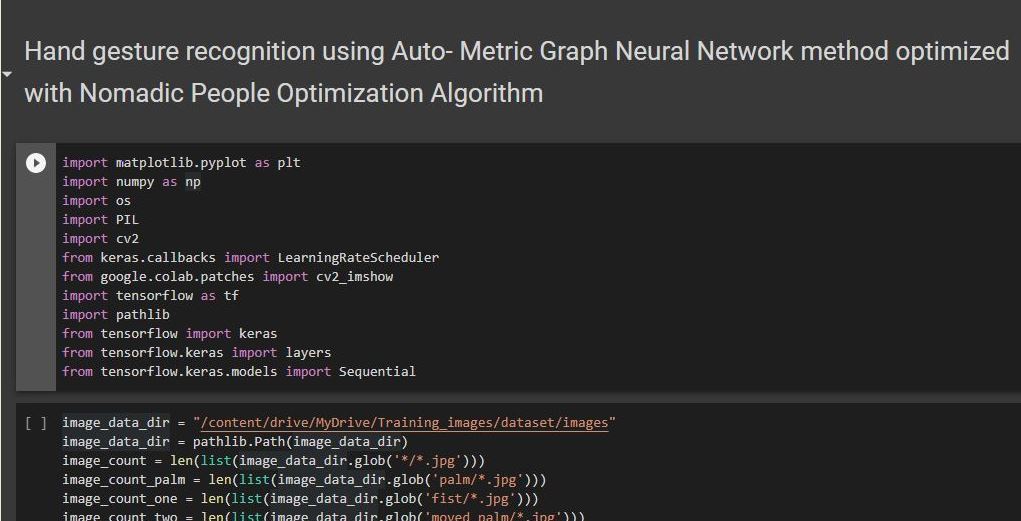 Hand gesture recognition using Auto- Metric Graph Neural Network method optimized
with Nomadic People Optimization Algorithm
import matplotlib.pyplot as plt
import numpy as np
import os
import PIL
import cv2
from keras.callbacks import LearningRateScheduler
from google.colab.patches import cv2_imshow
import tensorflow as tf
import pathlib
from tensorflow import keras
from tensorflow.keras import layers
from tensorflow.keras.models import Sequential
[ ] image_data_dir = "/content/drive/MyDrive/Training_images/dataset/images"
image_data_dir = pathlib.Path(image_data_dir)
image_count = len(list(image_data_dir.glob('*/*.jpg')))
image_count_palm = len(list(image_data_dir.glob('palm/*.jpg')))
image_count_one = len(list(image_data_dir.glob('fist/*.jpg')))
image_count_two = len(list(image_data_dir.glob('moved_palm/*.jpg')))